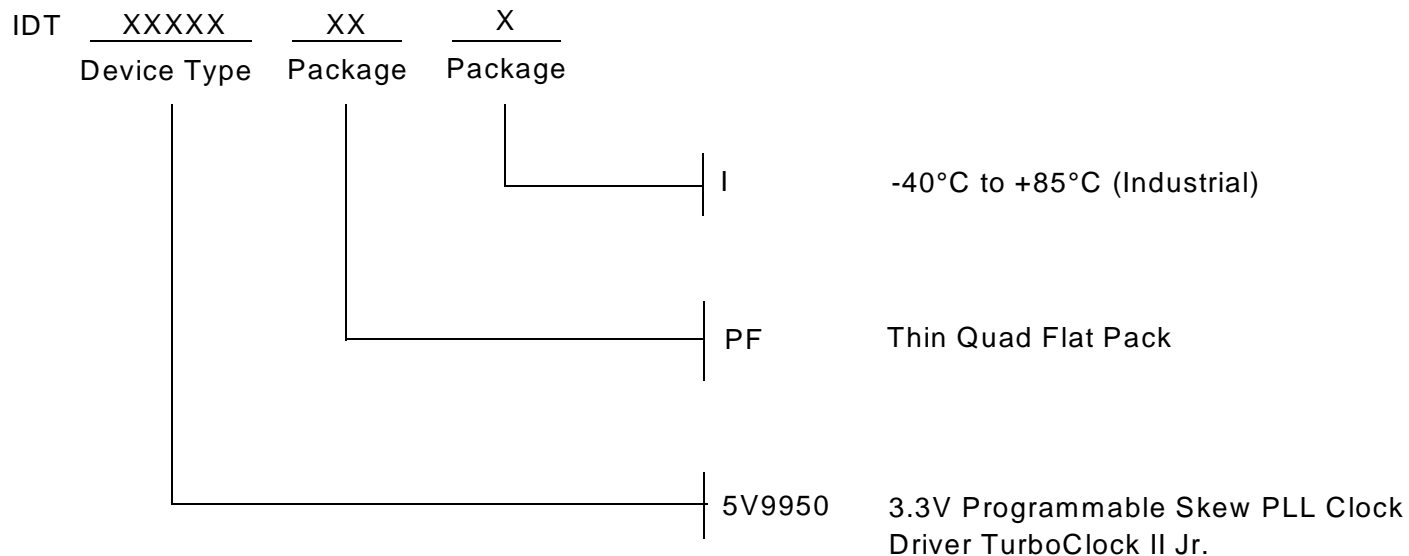 IDT XXXXX XX X
Device Type Package Package
I -40°C to +85°C (Industrial)
PF Thin Quad Flat Pack
5V9950 3.3V Programmable Skew PLL Clock
Driver TurboClock II Jr.